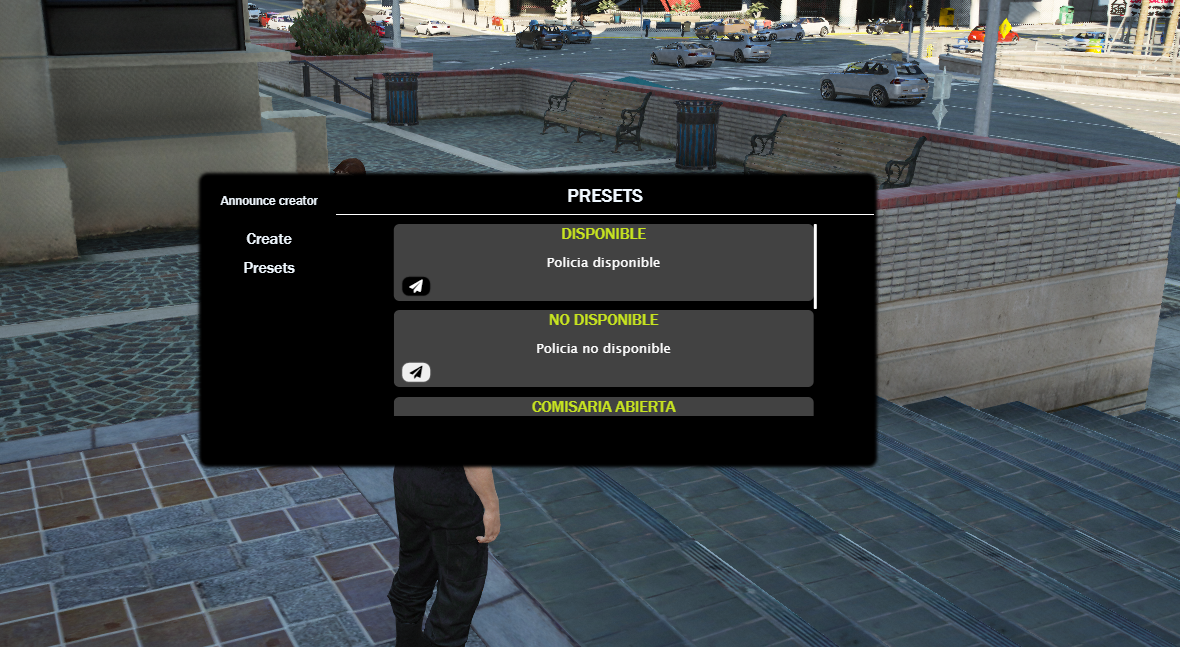 Announce creator
PRESETS
Create
Presets
DISPONIBLE
Policia disponible
NO DISPONIBLE
Policia no disponible
COMISARIA ABIERTA